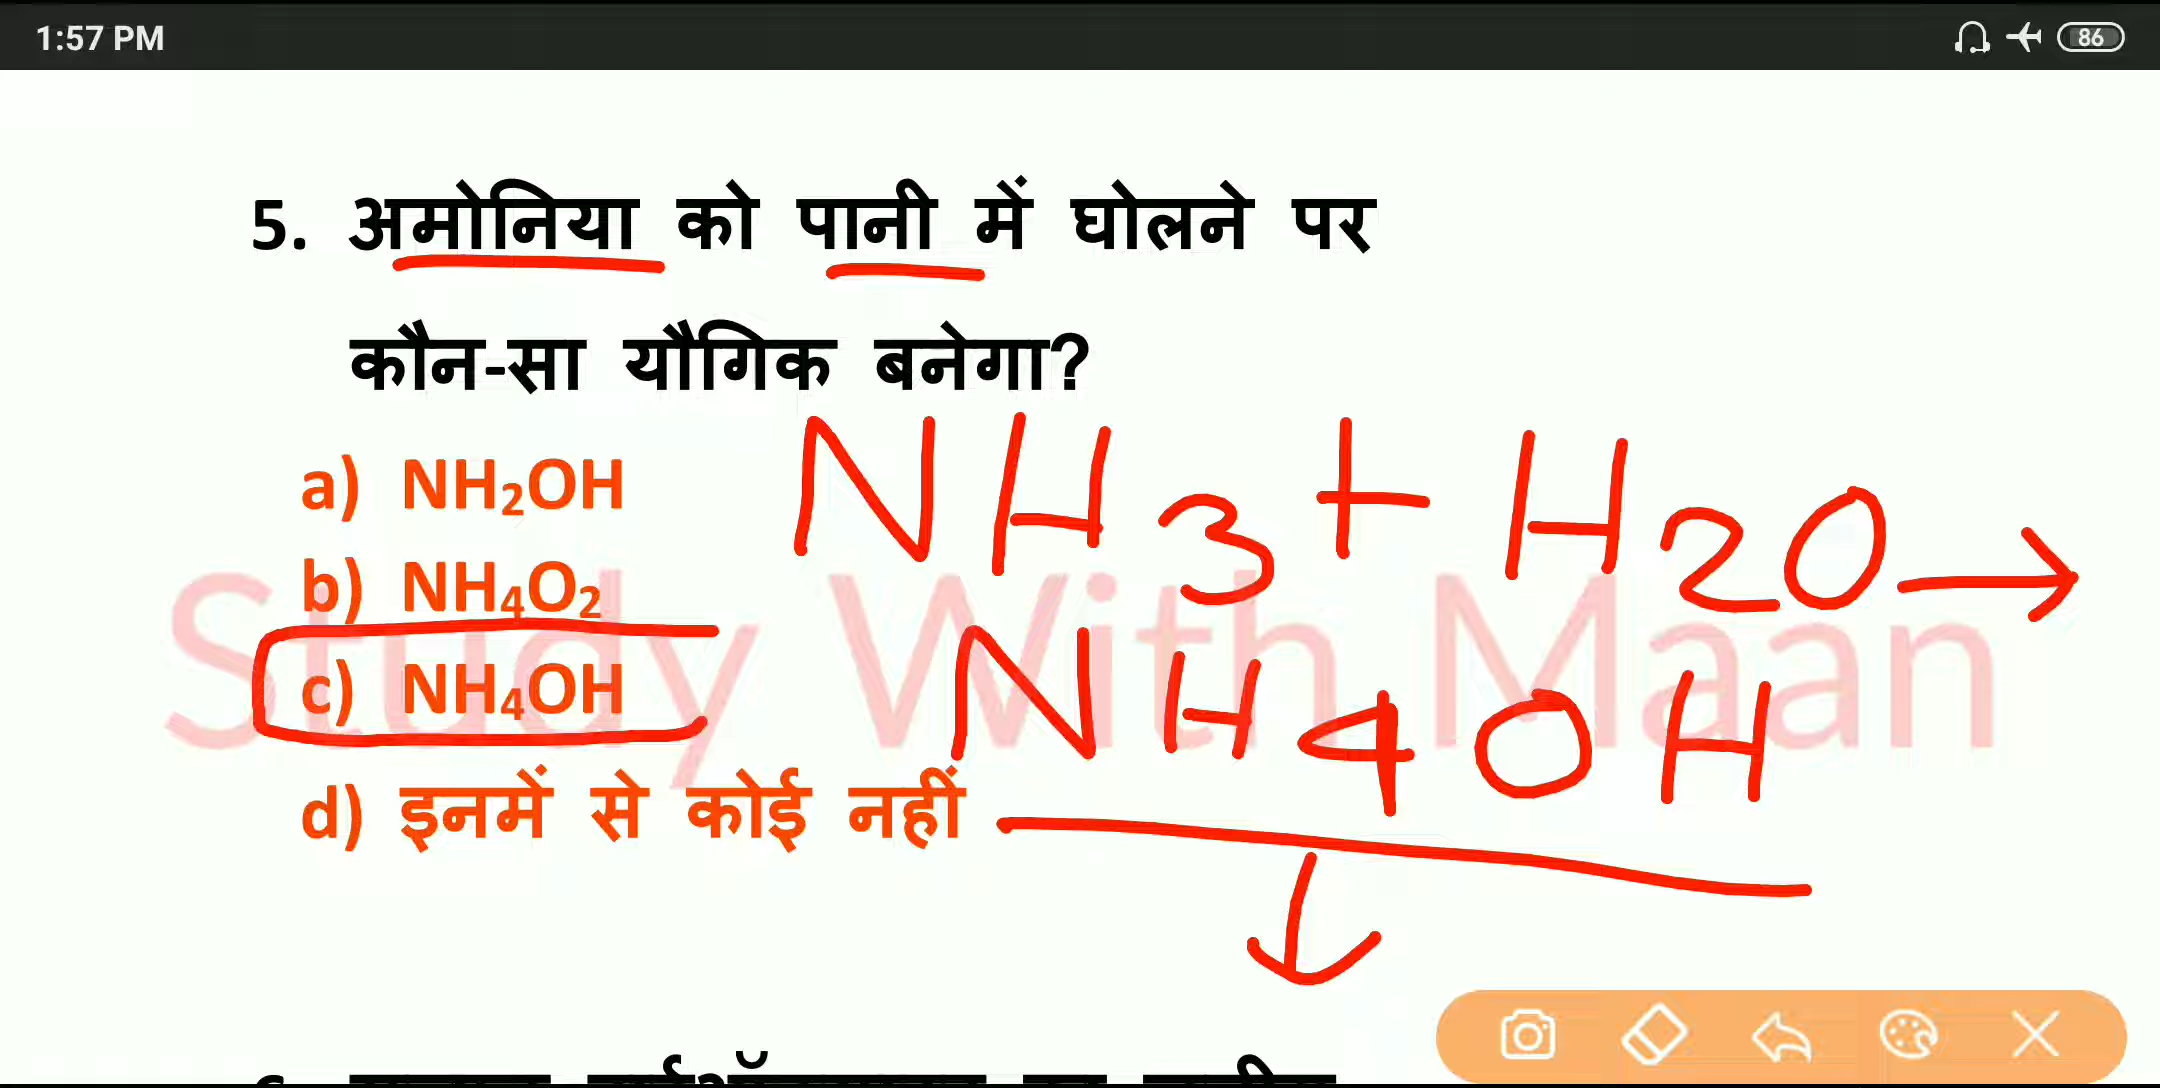 1:57 PM
86
5. अमोनिया को पानी में घोलने पर
कौन-सा यौगिक बनेगा?
a) NH₂OH
NH3 + H2O →
b) NH₄O₂
Study With Maan
c) NH₄OH
NH4OH
d) इनमें से कोई नहीं